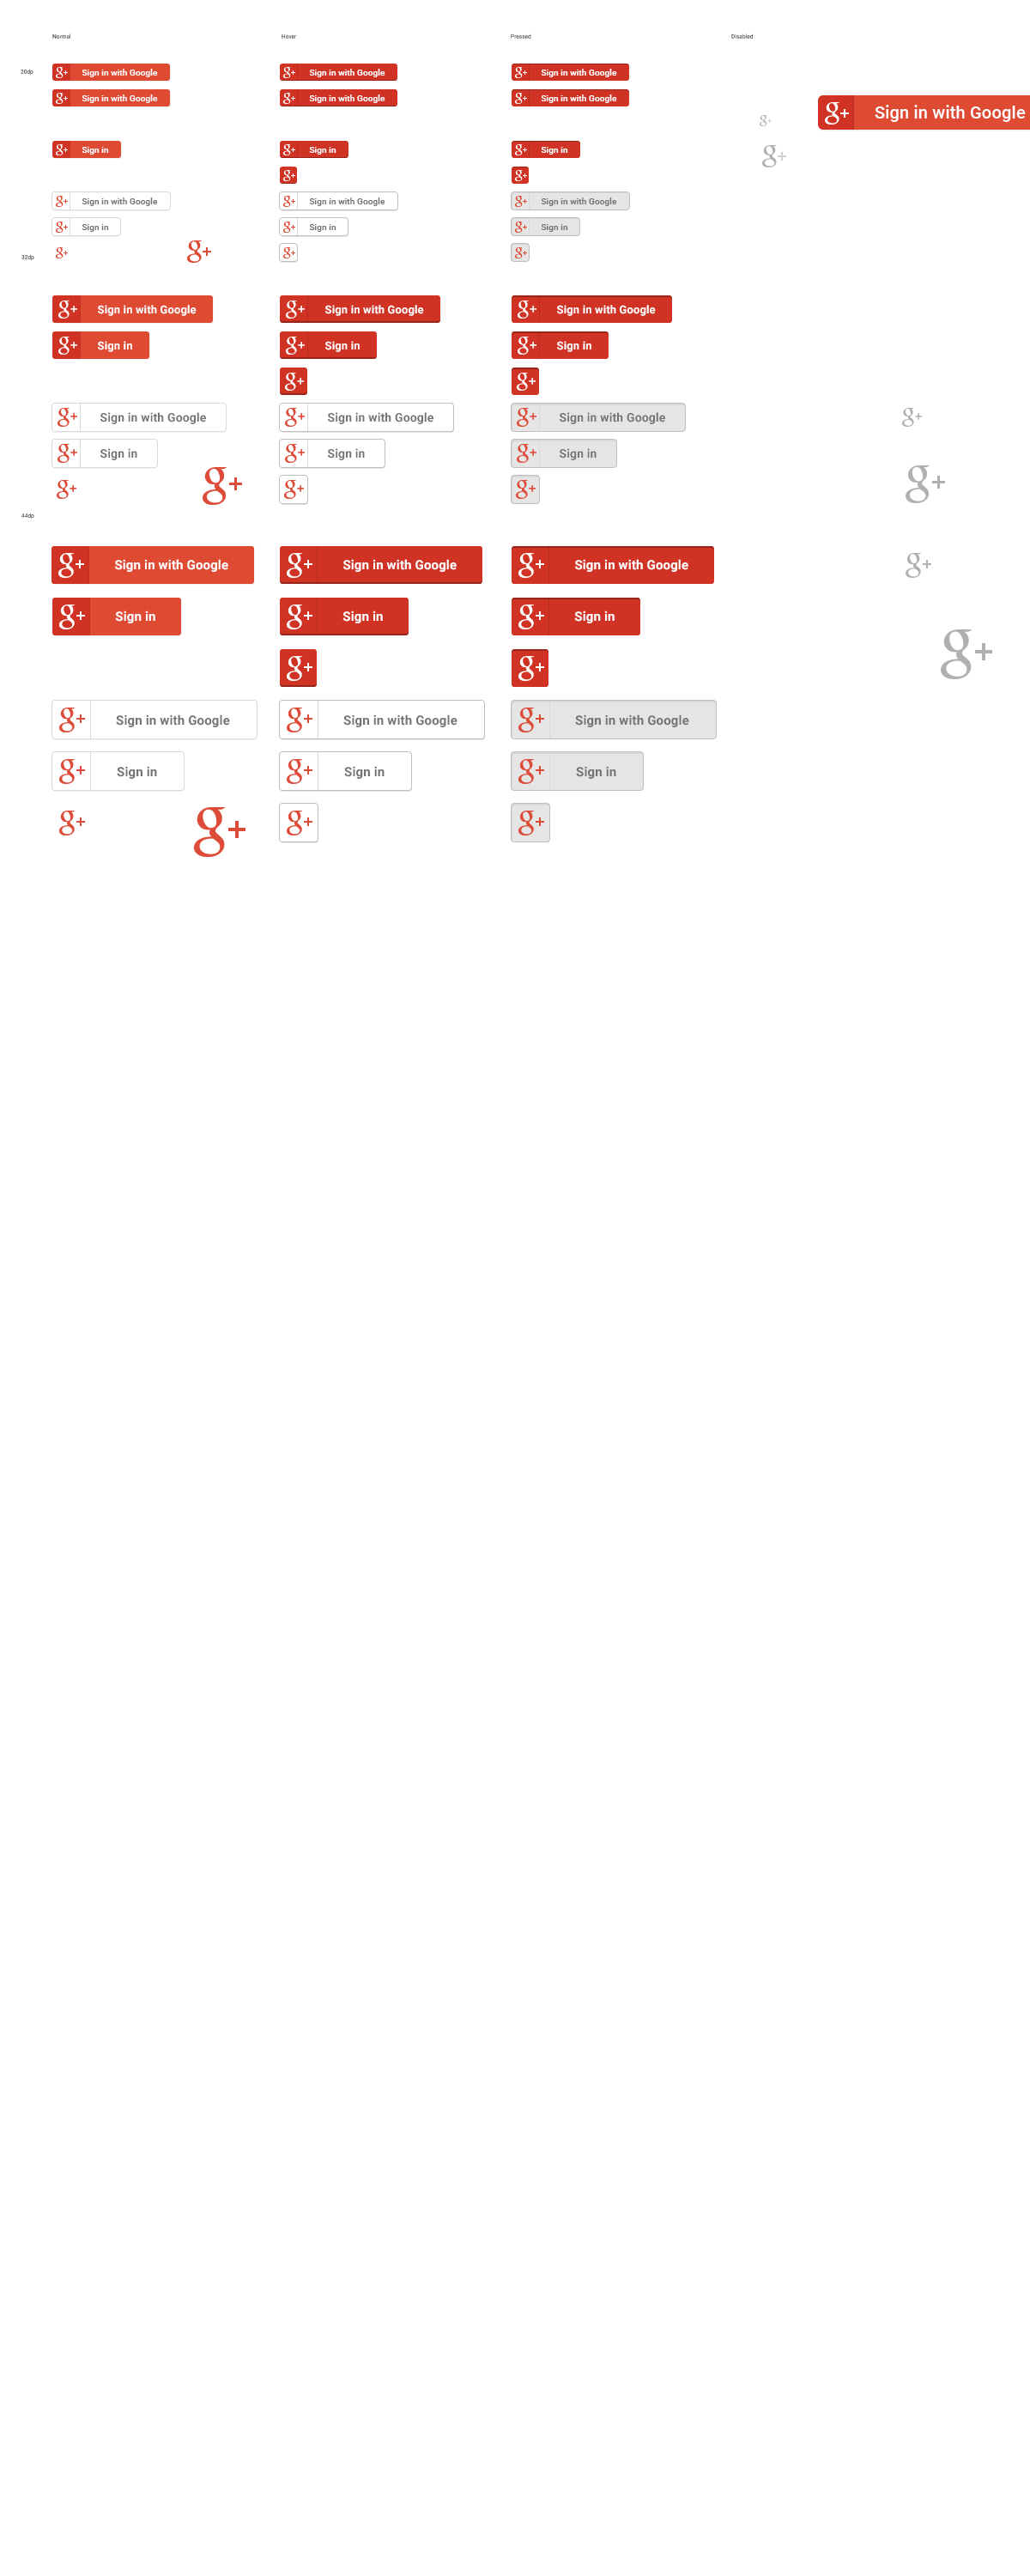 Normal Hover Pressed Disabled
20dp g+ Sign in with Google g+ Sign in with Google g+ Sign in with Google
g+ Sign in with Google g+ Sign in with Google g+ Sign in with Google
g+ Sign in with Google
g+
g+ Sign in g+ Sign in g+ Sign in
g+
g+ g+
g+ Sign in with Google g+ Sign in with Google g+ Sign in with Google
g+ Sign in g+ Sign in g+ Sign in
g+ g+ g+ g+
32dp
g+ Sign in with Google g+ Sign in with Google g+ Sign in with Google
g+ Sign in g+ Sign in g+ Sign in
g+ g+
g+ Sign in with Google g+ Sign in with Google g+ Sign in with Google g+
g+ Sign in g+ Sign in g+ Sign in
g+ g+ g+ g+ g+
44dp
g+ Sign in with Google g+ Sign in with Google g+ Sign in with Google g+
g+ Sign in g+ Sign in g+ Sign in
g+ g+ g+
g+ Sign in with Google g+ Sign in with Google g+ Sign in with Google
g+ Sign in g+ Sign in g+ Sign in
g+ g+ g+ g+